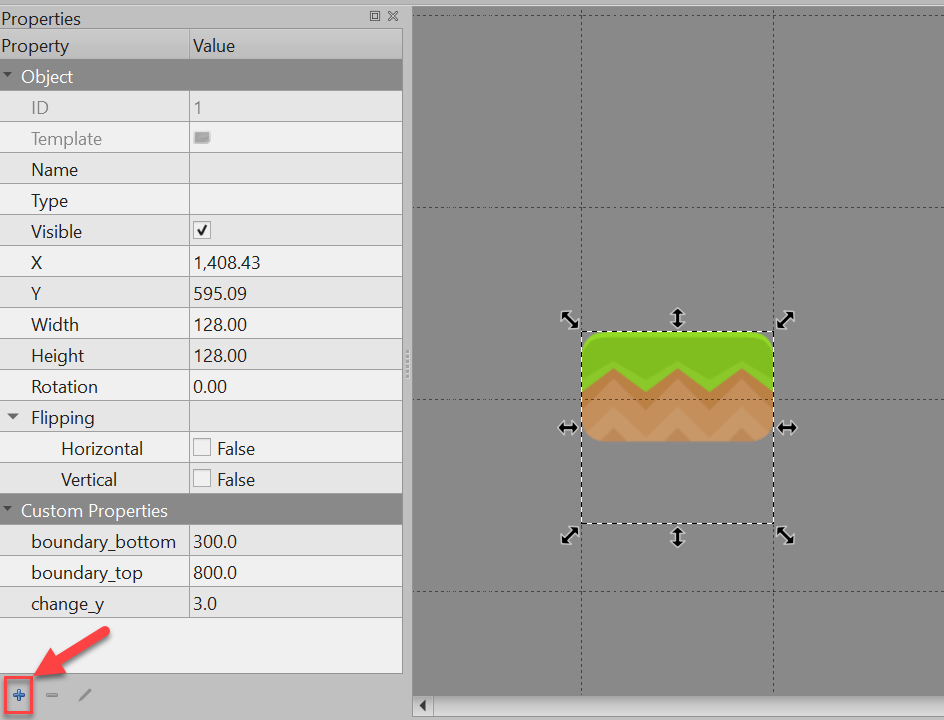 Properties
Property Value
Object
ID 1
Template
Name
Type
Visible
X 1,408.43
Y 595.09
Width 128.00
Height 128.00
Rotation 0.00
Flipping
Horizontal False
Vertical False
Custom Properties
boundary_bottom 300.0
boundary_top 800.0
change_y 3.0